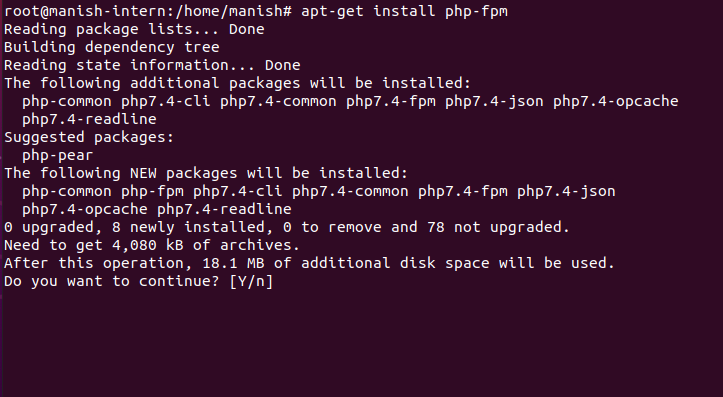 root@manish-intern:/home/manish# apt-get install php-fpm
Reading package lists... Done
Building dependency tree
Reading state information... Done
The following additional packages will be installed:
  php-common php7.4-cli php7.4-common php7.4-fpm php7.4-json php7.4-opcache
  php7.4-readline
Suggested packages:
  php-pear
The following NEW packages will be installed:
  php-common php-fpm php7.4-cli php7.4-common php7.4-fpm php7.4-json
  php7.4-opcache php7.4-readline
0 upgraded, 8 newly installed, 0 to remove and 78 not upgraded.
Need to get 4,080 kB of archives.
After this operation, 18.1 MB of additional disk space will be used.
Do you want to continue? [Y/n]